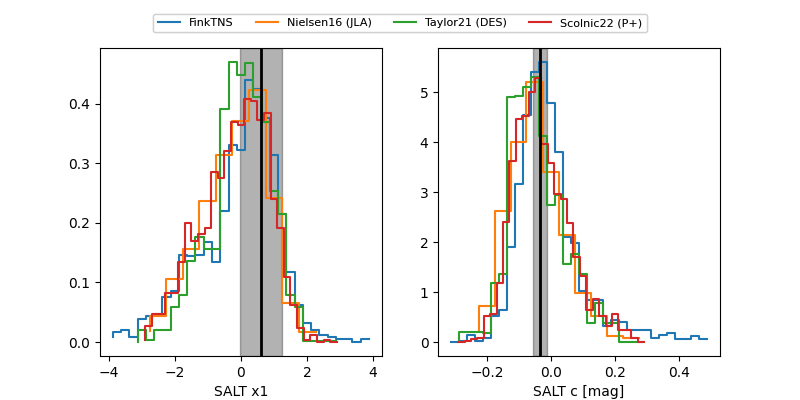 FinkTNS Nielsen16 (JLA) Taylor21 (DES) Scolnic22 (P+)
0.4
0.3
0.2
0.1
0.0
−4 −2 0 2 4
SALT x1
5
4
3
2
1
0
−0.2 0.0 0.2 0.4
SALT c [mag]